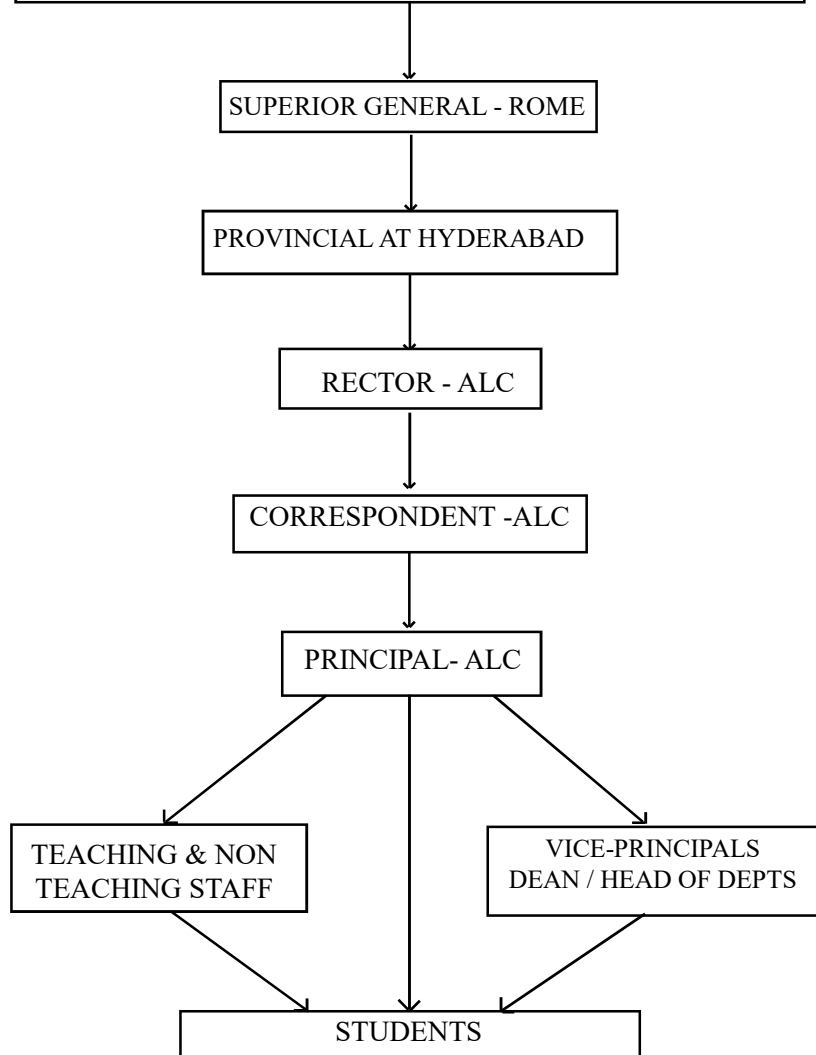 SUPERIOR GENERAL - ROME
PROVINCIAL AT HYDERABAD
RECTOR - ALC
CORRESPONDENT -ALC
PRINCIPAL- ALC
TEACHING & NON
TEACHING STAFF
VICE-PRINCIPALS
DEAN / HEAD OF DEPTS
STUDENTS